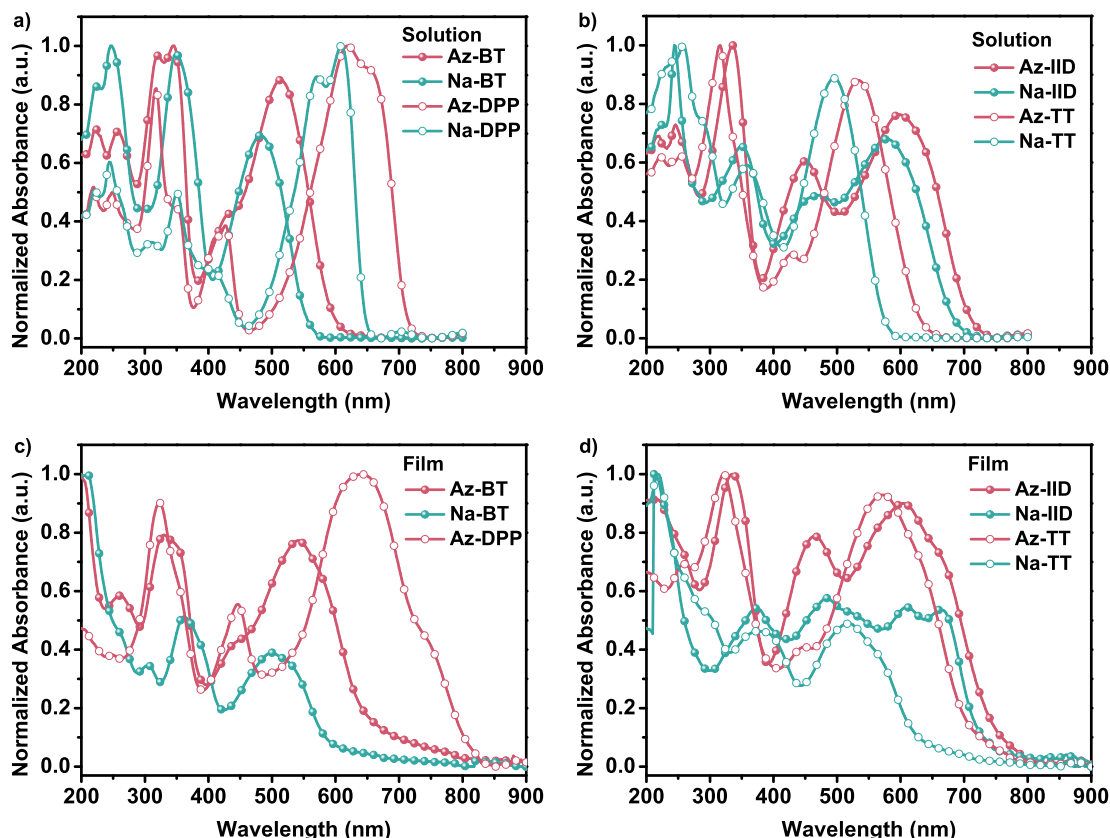 a)
Solution
Az-BT
Na-BT
Az-DPP
Na-DPP
Normalized Absorbance (a.u.)
1.0
0.8
0.6
0.4
0.2
0.0
200 300 400 500 600 700 800 900
Wavelength (nm)
b)
Solution
Az-IID
Na-IID
Az-TT
Na-TT
Normalized Absorbance (a.u.)
1.0
0.8
0.6
0.4
0.2
0.0
200 300 400 500 600 700 800 900
Wavelength (nm)
c)
Film
Az-BT
Na-BT
Az-DPP
Normalized Absorbance (a.u.)
1.0
0.8
0.6
0.4
0.2
0.0
200 300 400 500 600 700 800 900
Wavelength (nm)
d)
Film
Az-IID
Na-IID
Az-TT
Na-TT
Normalized Absorbance (a.u.)
1.0
0.8
0.6
0.4
0.2
0.0
200 300 400 500 600 700 800 900
Wavelength (nm)